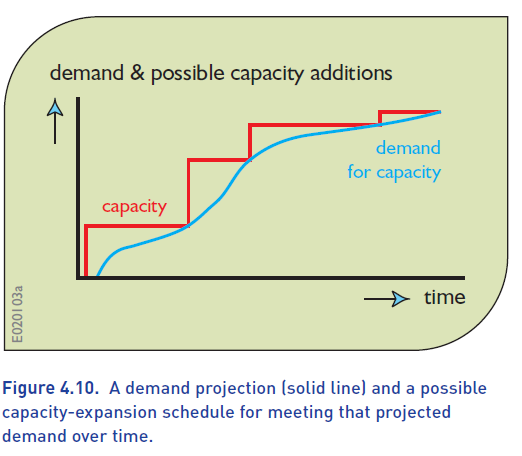 demand & possible capacity additions
capacity
demand
for capacity
time
E020103a
Figure 4.10. A demand projection (solid line) and a possible
capacity-expansion schedule for meeting that projected
demand over time.